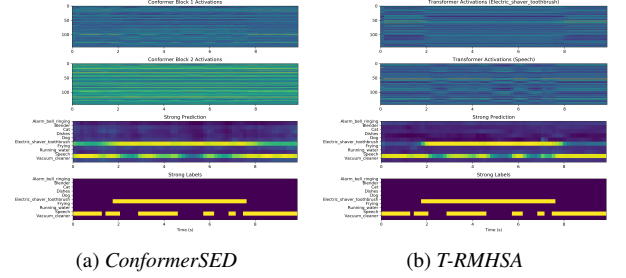 Conformer Block 1 Activations
0
50
100
0 2 4 6 8
Conformer Block 2 Activations
0
50
100
0 2 4 6 8
Strong Prediction
Alarm_bell_ringing
Blender
Cat
Dishes
Dog
Electric_shaver_toothbrush
Frying
Running_water
Speech
Vacuum_cleaner
0 2 4 6 8
Strong Labels
Alarm_bell_ringing
Blender
Cat
Dishes
Dog
Electric_shaver_toothbrush
Frying
Running_water
Speech
Vacuum_cleaner
0 2 4 6 8
Time (s)
(a) ConformerSED
Transformer Activations (Electric_shaver_toothbrush)
0
50
100
0 2 4 6 8
Transformer Activations (Speech)
0
50
100
0 2 4 6 8
Strong Prediction
Alarm_bell_ringing
Blender
Cat
Dishes
Dog
Electric_shaver_toothbrush
Frying
Running_water
Speech
Vacuum_cleaner
0 2 4 6 8
Strong Labels
Alarm_bell_ringing
Blender
Cat
Dishes
Dog
Electric_shaver_toothbrush
Frying
Running_water
Speech
Vacuum_cleaner
0 2 4 6 8
Time (s)
(b) T-RMHSA